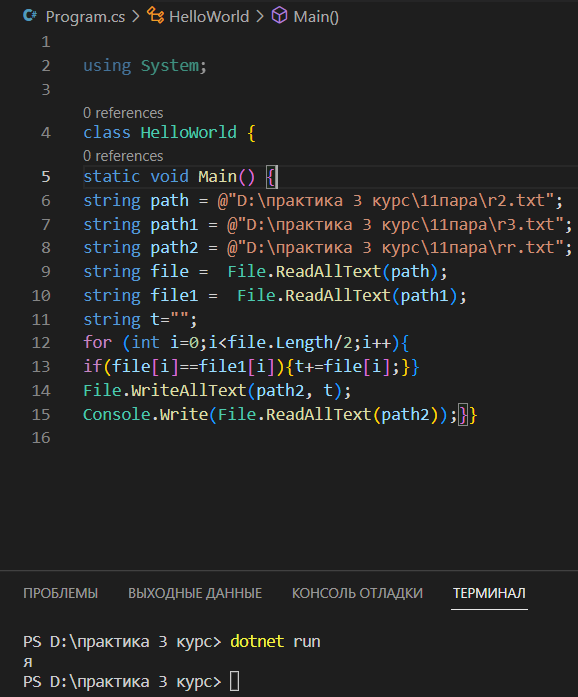 Program.cs > HelloWorld > Main()
1
2 using System;
3
0 references
4 class HelloWorld {
0 references
5 static void Main() {
6 string path = @"D:\практика 3 курс\11пара\r2.txt";
7 string path1 = @"D:\практика 3 курс\11пара\r3.txt";
8 string path2 = @"D:\практика 3 курс\11пара\rr.txt";
9 string file =  File.ReadAllText(path);
10 string file1 =  File.ReadAllText(path1);
11 string t="";
12 for (int i=0;i<file.Length/2;i++){
13 if(file[i]==file1[i]){t+=file[i];}}
14 File.WriteAllText(path2, t);
15 Console.Write(File.ReadAllText(path2));}}
16
ПРОБЛЕМЫ ВЫХОДНЫЕ ДАННЫЕ КОНСОЛЬ ОТЛАДКИ ТЕРМИНАЛ
PS D:\практика 3 курс> dotnet run
я
PS D:\практика 3 курс>